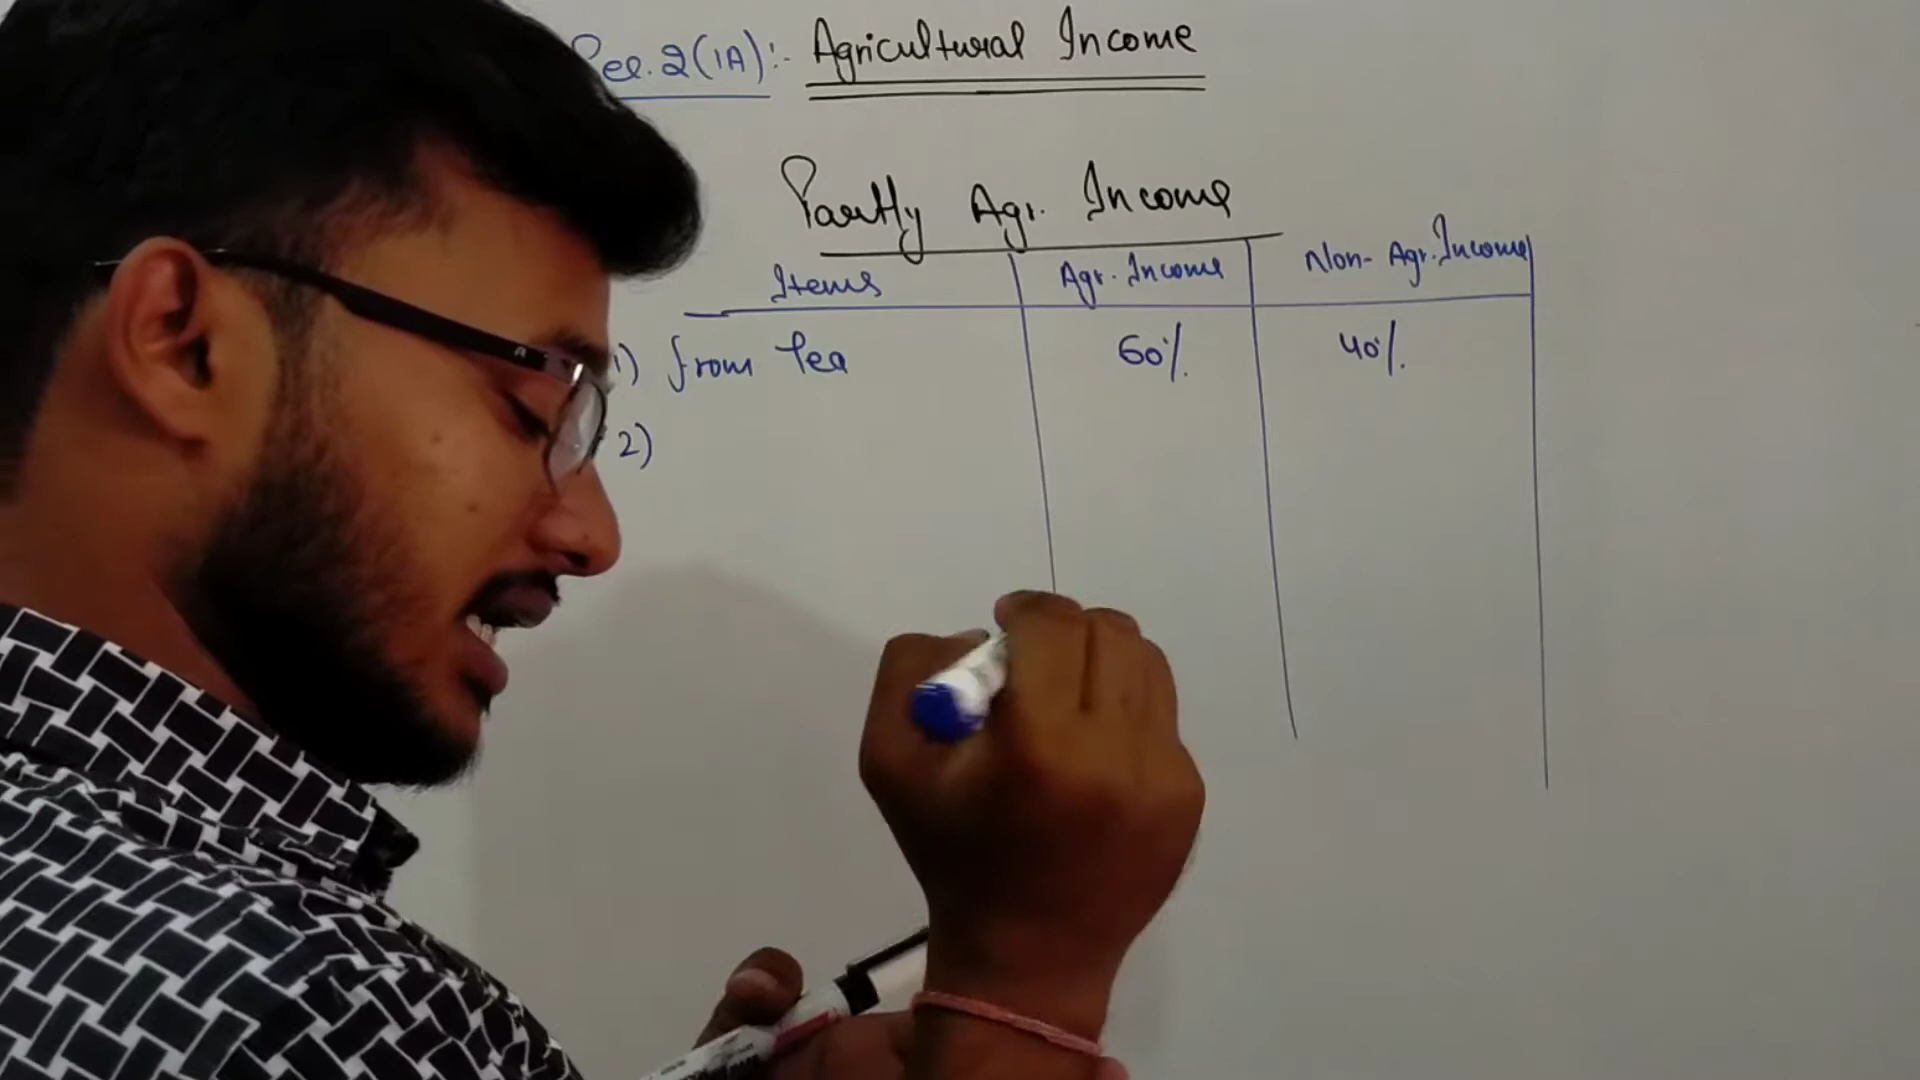 Sec. 2(1A):- Agricultural Income
Partly Agr. Income
Items Agr. Income Non-Agr. Income
1) from Tea 60% 40%.
2)